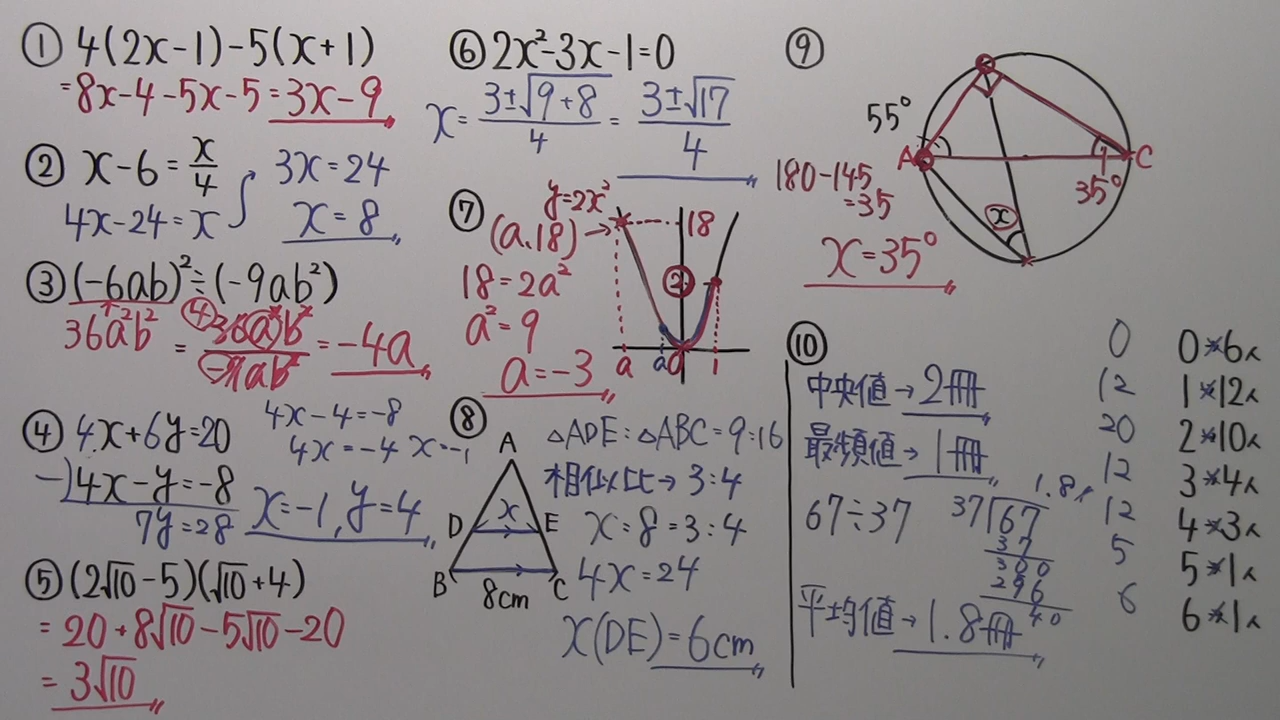 ① 4(2x-1)-5(x+1)
=8x-4-5x-5=3x-9
② x-6=x/4
4x-24=x
3x=24
x=8
③ (-6ab)²÷(-9ab²)
36a²b²
= 36a²b²/-9ab² = -4a
④
④ 4x+6y=20
-)4x-y=-8
7y=28
4x-4=-8
4x=-4 x=-1
x=-1, y=4
⑤ (2√10-5)(√10+4)
=20+8√10-5√10-20
=3√10
⑥ 2x²-3x-1=0
x=3±√9+8/4=3±√17/4
⑦ y=2x²
(a.18)→
18
18=2a²
②
a²=9
a=-3
a a 0 1
⑧ △ADE:△ABC=9:16
A
相似比→3:4
x
D E
x:8=3:4
B C
8cm
4x=24
x(DE)=6cm
⑨
55°
A C
35°
180-145
=35
x
x=35°
⑩
中央値→2冊
最頻値→1冊
67÷37
1.8
37)67
37
300
296
40
平均値→1.8冊
0
12
20
12
12
5
6
0*6人
1*12人
2*10人
3*4人
4*3人
5*1人
6*1人